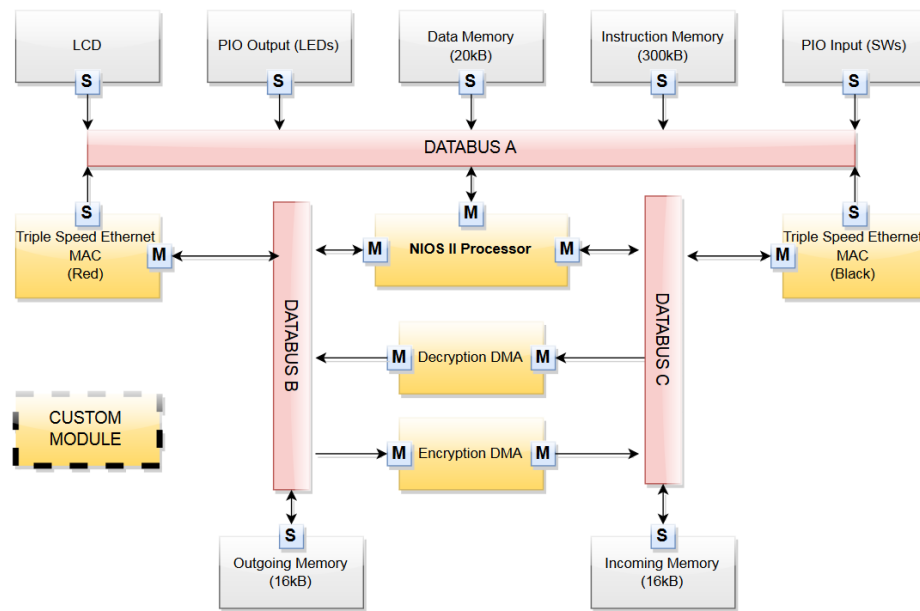 LCD
PIO Output (LEDs)
Data Memory
(20kB)
Instruction Memory
(300kB)
PIO Input (SWs)
S
S
S
S
S
DATABUS A
S
M
S
Triple Speed Ethernet
MAC
(Red)
M
M
NIOS II Processor
M
M
Triple Speed Ethernet
MAC
(Black)
DATABUS B
DATABUS C
M
Decryption DMA
M
CUSTOM
MODULE
M
Encryption DMA
M
S
S
Outgoing Memory
(16kB)
Incoming Memory
(16kB)